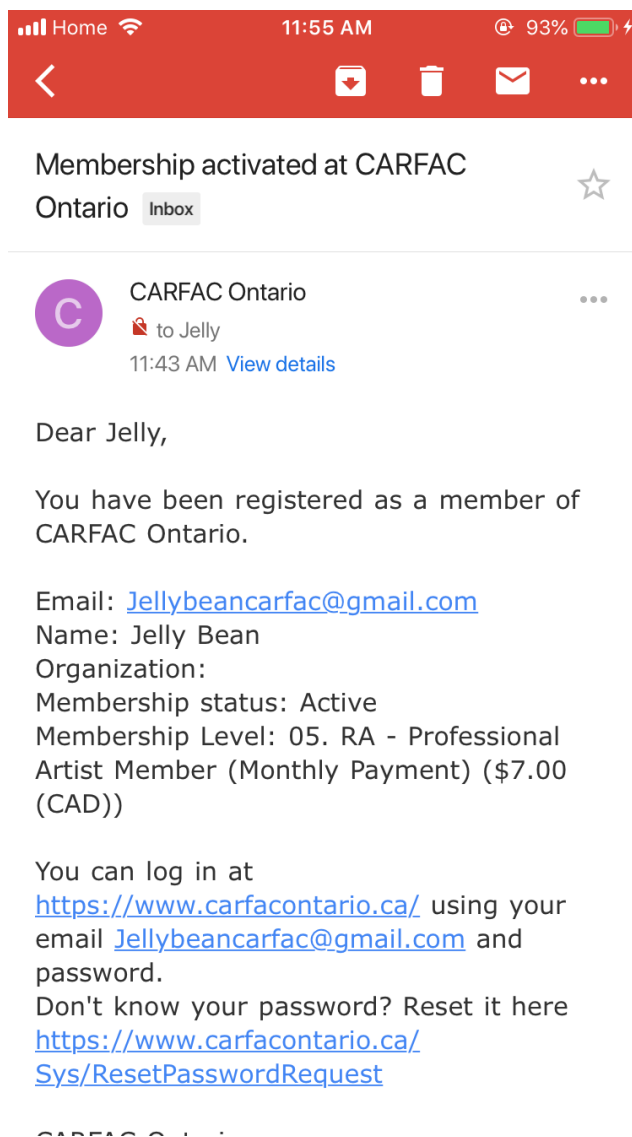 Home 11:55 AM 93%
Membership activated at CARFAC
Ontario Inbox
C
CARFAC Ontario
to Jelly
11:43 AM View details
Dear Jelly,
You have been registered as a member of
CARFAC Ontario.
Email: Jellybeancarfac@gmail.com
Name: Jelly Bean
Organization:
Membership status: Active
Membership Level: 05. RA - Professional
Artist Member (Monthly Payment) ($7.00
(CAD))
You can log in at
https://www.carfacontario.ca/ using your
email Jellybeancarfac@gmail.com and
password.
Don't know your password? Reset it here
https://www.carfacontario.ca/
Sys/ResetPasswordRequest